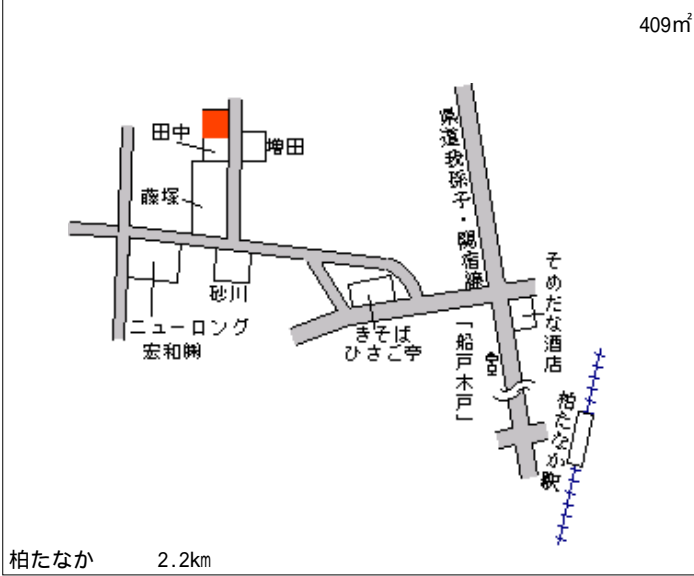 409㎡
田中
増田
藤塚
砂川
ニューロング
宏和㈱
きそば
ひさご亭
県道我孫子・関宿線
「船戸木戸」
そめたな酒店
柏たなか駅
柏たなか 2.2km